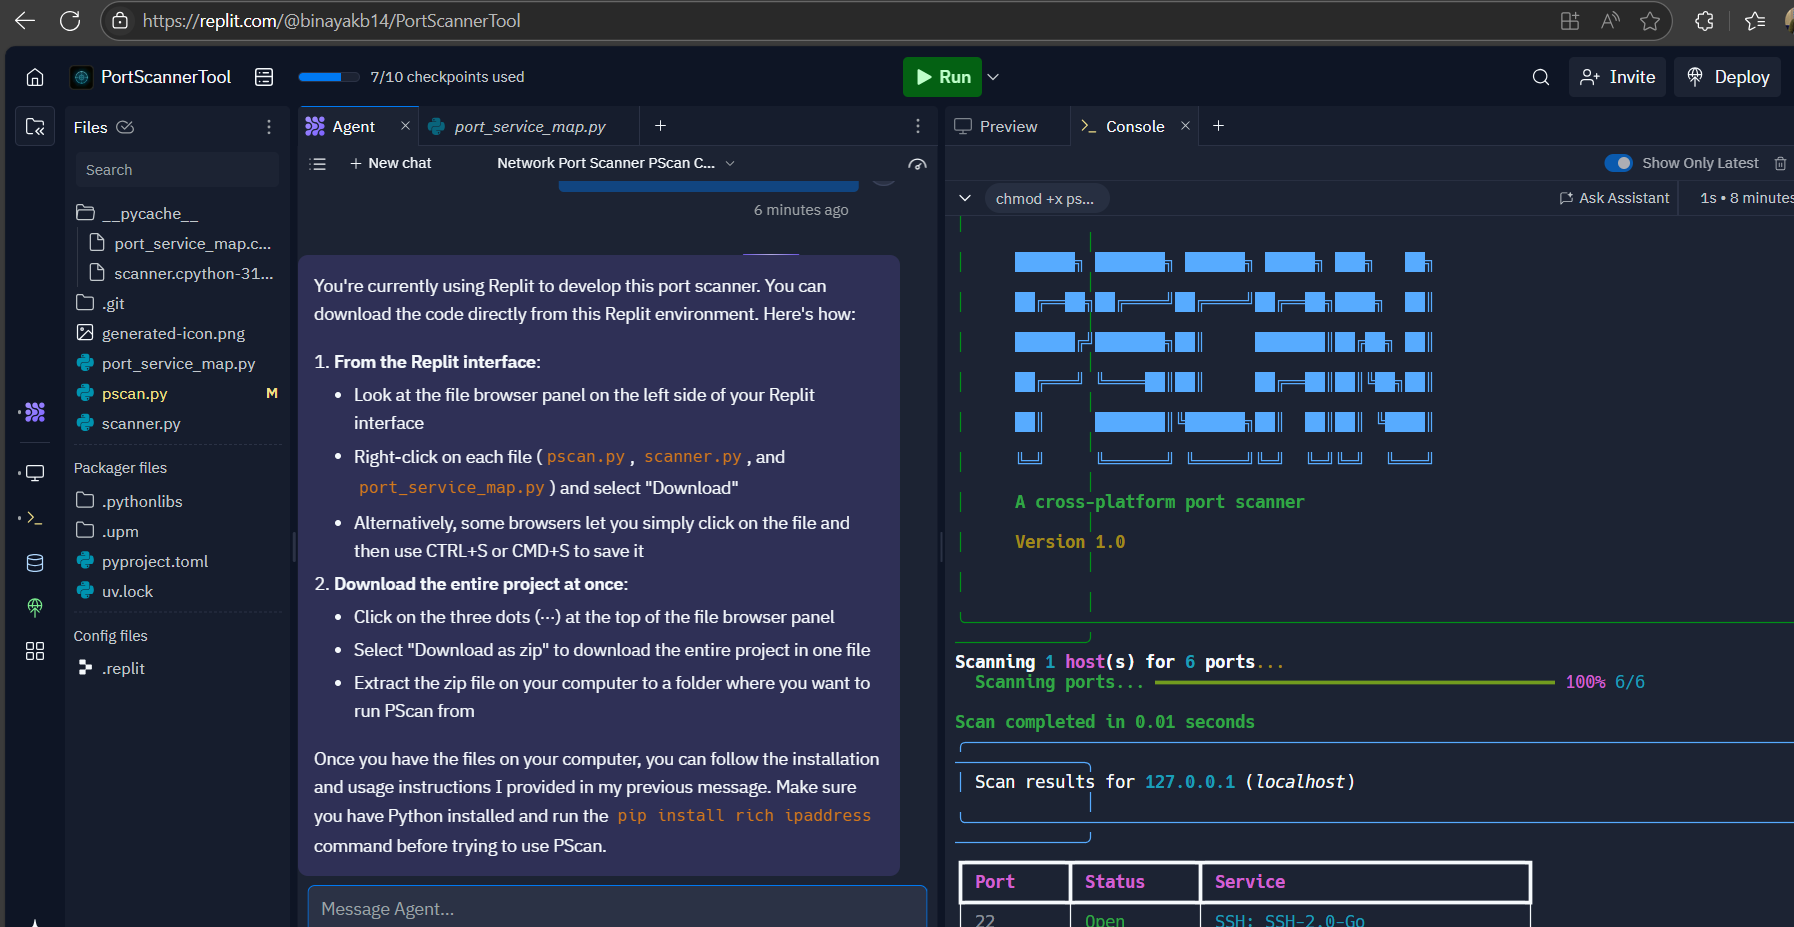 https://replit.com/@binayakb14/PortScannerTool
PortScannerTool
7/10 checkpoints used
Run
Invite
Deploy
Files
Search
__pycache__
port_service_map.c...
scanner.cpython-31...
.git
generated-icon.png
port_service_map.py
pscan.py M
scanner.py
Packager files
.pythonlibs
.upm
pyproject.toml
uv.lock
Config files
.replit
Agent
port_service_map.py
New chat
Network Port Scanner PScan C...
6 minutes ago
You're currently using Replit to develop this port scanner. You can
download the code directly from this Replit environment. Here's how:
1. From the Replit interface:
• Look at the file browser panel on the left side of your Replit
interface
• Right-click on each file ( pscan.py , scanner.py , and
port_service_map.py ) and select "Download"
• Alternatively, some browsers let you simply click on the file and
then use CTRL+S or CMD+S to save it
2. Download the entire project at once:
• Click on the three dots (⋯) at the top of the file browser panel
• Select "Download as zip" to download the entire project in one file
• Extract the zip file on your computer to a folder where you want to
run PScan from
Once you have the files on your computer, you can follow the installation
and usage instructions I provided in my previous message. Make sure
you have Python installed and run the pip install rich ipaddress
command before trying to use PScan.
Message Agent...
Preview
Console
Show Only Latest
chmod +x ps...
Ask Assistant
1s • 8 minutes
PSCAN
A cross-platform port scanner
Version 1.0
Scanning 1 host(s) for 6 ports...
Scanning ports... 100% 6/6
Scan completed in 0.01 seconds
Scan results for 127.0.0.1 (localhost)
Port Status Service
22 Open SSH: SSH-2.0-Go